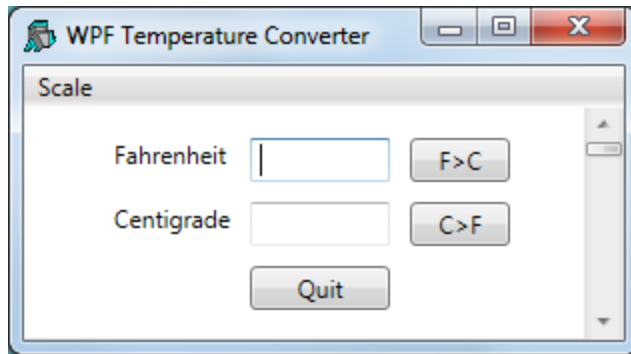 WPF Temperature Converter
Scale
Fahrenheit F>C
Centigrade C>F
Quit